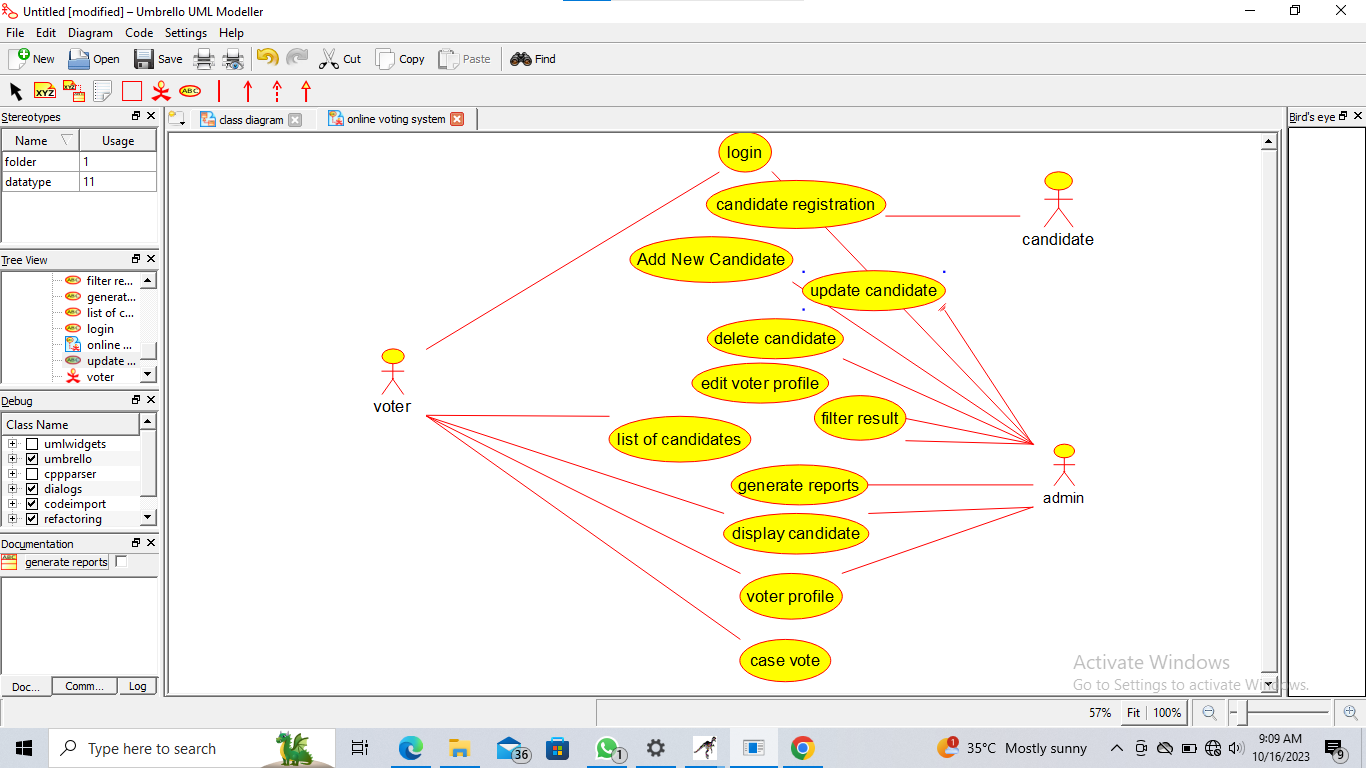 Untitled [modified] – Umbrello UML Modeller
File Edit Diagram Code Settings Help
New Open Save Cut Copy Paste Find
XYZ XYZ ABC
Stereotypes
Name Usage
folder 1
datatype 11
Tree View
filter re...
generat...
list of c...
login
online ...
update ...
voter
Debug
Class Name
umlwidgets
umbrello
cppparser
dialogs
codeimport
refactoring
Documentation
generate reports
Doc... Comm... Log
class diagram
online voting system
Bird's eye
login
candidate registration
candidate
Add New Candidate
update candidate
delete candidate
edit voter profile
voter
filter result
list of candidates
generate reports
admin
display candidate
voter profile
case vote
Activate Windows
Go to Settings to activate Windows.
57% Fit 100%
Type here to search
36
1
1
35°C Mostly sunny
9:09 AM
10/16/2023
9